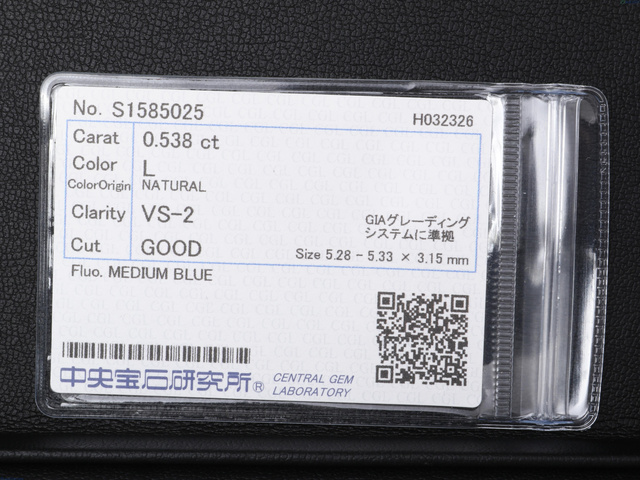 No. S1585025
H032326
Carat 0.538 ct
Color L
ColorOrigin NATURAL
Clarity VS-2
GIAグレーディング
システムに準拠
Cut GOOD
Size 5.28 - 5.33 × 3.15 mm
Fluo. MEDIUM BLUE
中央宝石研究所®
CENTRAL GEM
LABORATORY